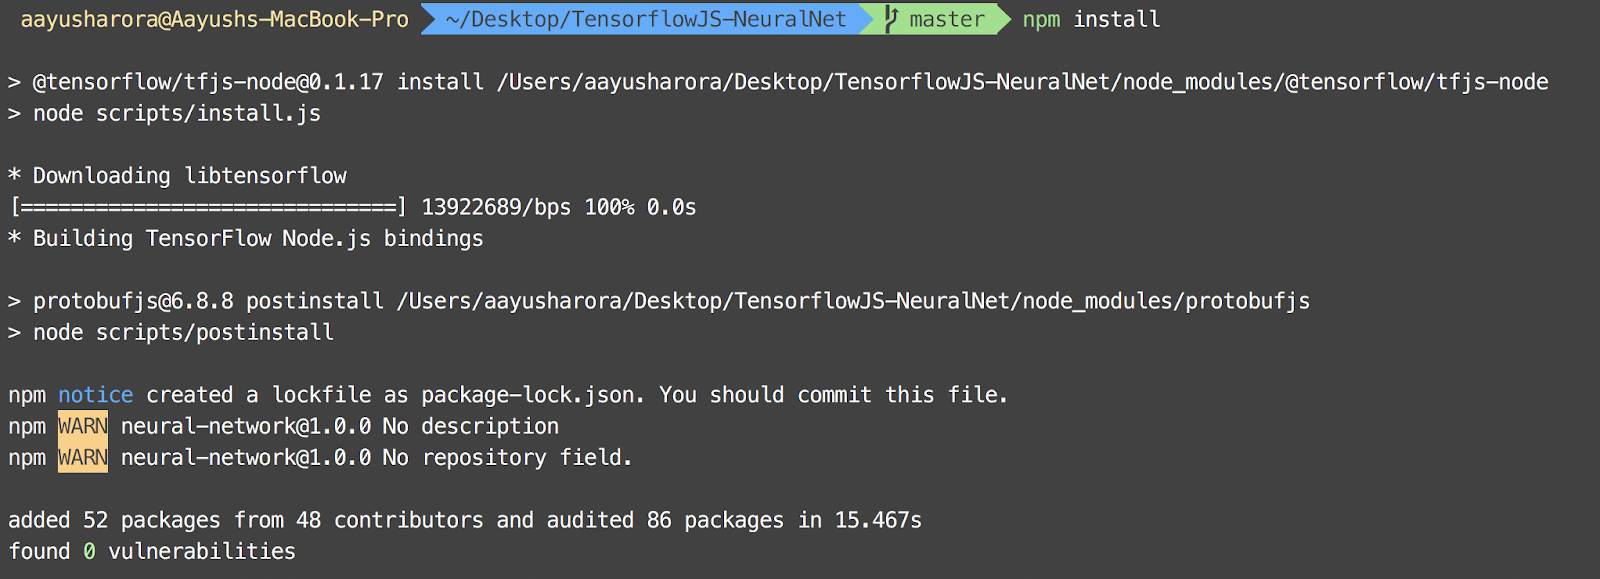 aayusharora@Aayushs-MacBook-Pro ~/Desktop/TensorflowJS-NeuralNet master npm install
> @tensorflow/tfjs-node@0.1.17 install /Users/aayusharora/Desktop/TensorflowJS-NeuralNet/node_modules/@tensorflow/tfjs-node
> node scripts/install.js
* Downloading libtensorflow
[==============================] 13922689/bps 100% 0.0s
* Building TensorFlow Node.js bindings
> protobufjs@6.8.8 postinstall /Users/aayusharora/Desktop/TensorflowJS-NeuralNet/node_modules/protobufjs
> node scripts/postinstall
npm notice created a lockfile as package-lock.json. You should commit this file.
npm WARN neural-network@1.0.0 No description
npm WARN neural-network@1.0.0 No repository field.
added 52 packages from 48 contributors and audited 86 packages in 15.467s
found 0 vulnerabilities